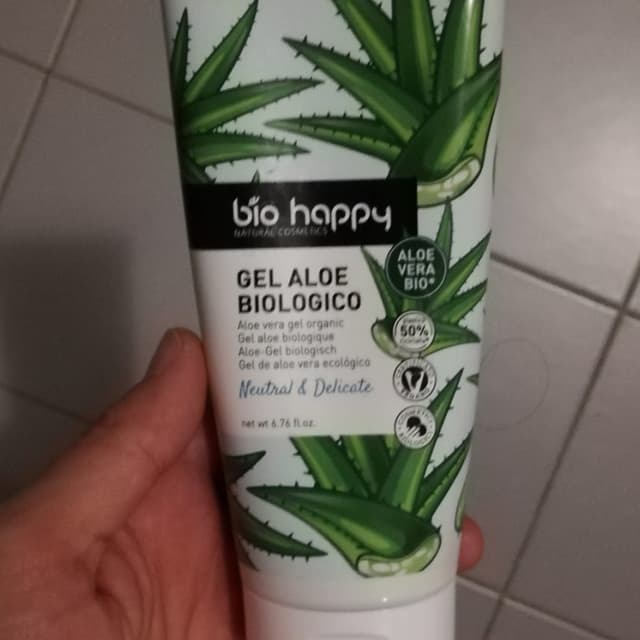 bio happy
NATURAL COSMETICS
GEL ALOE
BIOLOGICO
Aloe vera gel organic
Gel aloe biologique
Aloe-Gel biologisch
Gel de aloe vera ecológico
Neutral & Delicate
net wt 6.76 fl.oz.
ALOE
VERA
BIO*
50%